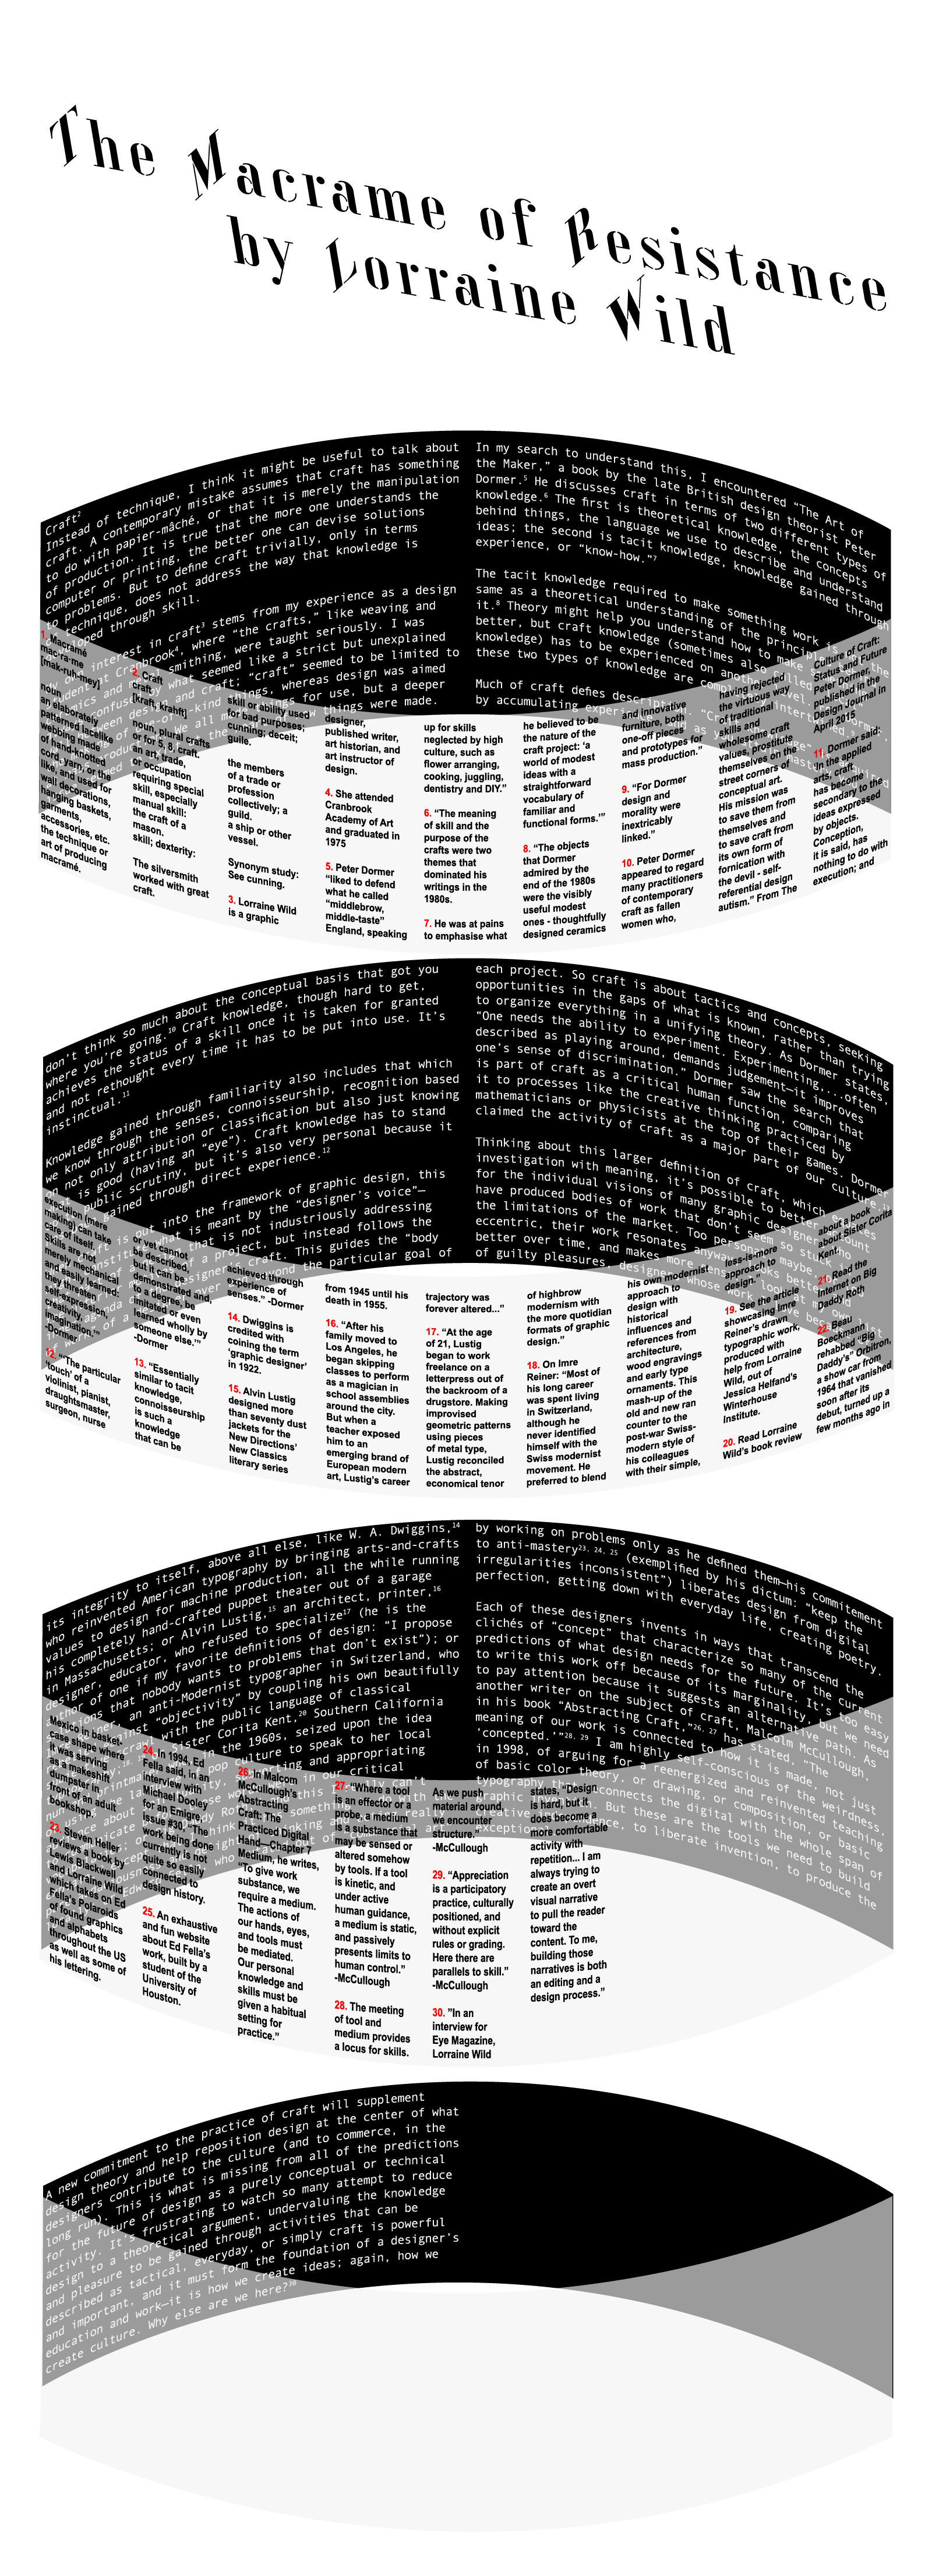 The Macrame of Resistance
by Lorraine Wild
Craft2
Instead of technique, I think it might be useful to talk about
craft. A contemporary mistake assumes that craft has something
to do with papier-mâché, or that it is merely the manipulation
of production. It is true that the more one understands the
computer or printing, the better one can devise solutions
to problems. But to define craft trivially, only in terms
technique, does not address the way that knowledge is
through skill.
interest in craft3 stems from my experience as a design
Cranbrook4, where “the crafts,” like weaving and
smithing, were taught seriously. I was
by what seemed like a strict but unexplained
and craft; “craft” seemed to be limited to
things, whereas design was aimed
for use, but a deeper
things were made.
In my search to understand this, I encountered “The Art of
the Maker,” a book by the late British design theorist Peter
Dormer.5 He discusses craft in terms of two different types of
knowledge.6 The first is theoretical knowledge, the concepts
behind things, the language we use to describe and understand
ideas; the second is tacit knowledge, knowledge gained through
experience, or “know-how.”7
The tacit knowledge required to make something work is
same as a theoretical understanding of the principles
it.8 Theory might help you understand how to make
better, but craft knowledge (sometimes also
knowledge) has to be experienced on another level.
these two types of knowledge are
Much of craft defies
by accumulating
1. Macramé
mac·ra·me
[mak-ruh-mey]
noun
an elaborately
patterned lacelike
webbing made
of hand-knotted
cord, yarn, or the
like, and used for
wall decorations,
hanging baskets,
garments,
accessories, etc.
the technique or
art of producing
macramé.
2. Craft
craft
[kraft, krahft]
noun, plural crafts
or for 5, 8, craft.
an art, trade,
or occupation
requiring special
skill, especially
manual skill:
the craft of a
mason.
skill; dexterity:
The silversmith
worked with great
craft.
skill or ability used
for bad purposes;
cunning; deceit;
guile.
the members
of a trade or
profession
collectively; a
guild.
a ship or other
vessel.
Synonym study:
See cunning.
3. Lorraine Wild
is a graphic
designer,
published writer,
art historian, and
art instructor of
design.
4. She attended
Cranbrook
Academy of Art
and graduated in
1975
5. Peter Dormer
“liked to defend
what he called
“middlebrow,
middle-taste”
England, speaking
up for skills
neglected by high
culture, such as
flower arranging,
cooking, juggling,
dentistry and DIY.”
6. “The meaning
of skill and the
purpose of the
crafts were two
themes that
dominated his
writings in the
1980s.
7. He was at pains
to emphasise what
he believed to be
the nature of the
craft project: ‘a
world of modest
ideas with a
straightforward
vocabulary of
familiar and
functional forms.’”
8. “The objects
that Dormer
admired by the
end of the 1980s
were the visibly
useful modest
ones - thoughtfully
designed ceramics
and innovative
furniture, both
one-off pieces
and prototypes for
mass production.”
9. “For Dormer
design and
morality were
inextricably
linked.”
10. Peter Dormer
appeared to regard
many practitioners
of contemporary
craft as fallen
women who,
having rejected
the virtuous way
of traditional
skills and
wholesome craft
values, prostitute
themselves on the
street corners of
conceptual art.
His mission was
to save them from
themselves and
to save craft from
its own form of
fornication with
the devil - self-
referential design
autism.” From The
Culture of Craft:
Status and Future
Peter Dormer,
published in the
Design Journal in
April 2015
11. Dormer said:
“In the applied
arts, craft
has become
secondary to the
ideas expressed
by objects.
Conception,
it is said, has
nothing to do with
execution; and
don’t think so much about the conceptual basis that got you
where you’re going.10 Craft knowledge, though hard to get,
achieves the status of a skill once it is taken for granted
and not rethought every time it has to be put into use. It’s
instinctual.11
Knowledge gained through familiarity also includes that which
we know through the senses, connoisseurship, recognition based
not only attribution or classification but also just knowing
is good (having an “eye”). Craft knowledge has to stand
public scrutiny, but it’s also very personal because it
gained through direct experience.12
is put into the framework of graphic design, this
what is meant by the “designer’s voice”—
that is not industriously addressing
a project, but instead follows the
craft. This guides the “body
beyond the particular goal of
each project. So craft is about tactics and concepts, seeking
opportunities in the gaps of what is known, rather than trying
to organize everything in a unifying theory. As Dormer states,
“One needs the ability to experiment. Experimenting,...often
described as playing around, demands judgement—it improves
one’s sense of discrimination.” Dormer saw the search that
is part of craft as a critical human function, comparing
it to processes like the creative thinking practiced by
mathematicians or physicists at the top of their games. Dormer
claimed the activity of craft as a major part of our culture.
Thinking about this larger definition of craft, which
investigation with meaning, it’s possible to better
for the individual visions of many graphic designers who
have produced bodies of work that don’t seem so stuck in
the limitations of the market. Too personal, maybe
eccentric, their work resonates anyway,
better over time, and makes more sense.
of guilty pleasures, designers whose work
execution (mere
making) can take
care of itself.
Skills are not
merely mechanical
and easily learned:
they threaten
self-expression,
creativity,
imagination.”
-Dormer
12. “The particular
‘touch’ of a
violinist, pianist,
draughtsmaster,
surgeon, nurse
or vet cannot
be described,
but it can be
demonstrated and,
to a degree, be
imitated or even
learned wholly by
someone else.’”
-Dormer
13. “Essentially
similar to tacit
knowledge,
connoisseurship
is such a
knowledge
that can be
achieved through
experience of
senses.” -Dormer
14. Dwiggins is
credited with
coining the term
‘graphic designer’
in 1922.
15. Alvin Lustig
designed more
than seventy dust
jackets for the
New Directions’
New Classics
literary series
from 1945 until his
death in 1955.
16. “After his
family moved to
Los Angeles, he
began skipping
classes to perform
as a magician in
school assemblies
around the city.
But when a
teacher exposed
him to an
emerging brand of
European modern
art, Lustig’s career
trajectory was
forever altered...”
17. “At the age
of 21, Lustig
began to work
freelance on a
letterpress out of
the backroom of a
drugstore. Making
improvised
geometric patterns
using pieces
of metal type,
Lustig reconciled
the abstract,
economical tenor
of highbrow
modernism with
the more quotidian
formats of graphic
design.”
18. On Imre
Reiner: “Most of
his long career
was spent living
in Switzerland,
although he
never identified
himself with the
Swiss modernist
movement. He
preferred to blend
his own modernist
approach to
design with
historical
influences and
references from
architecture,
wood engravings
and early type
ornaments. This
mash-up of the
old and new ran
counter to the
post-war Swiss-
modern style of
his colleagues
with their simple,
less-is-more
approach to
design.”
19. See the article
showcasing Imre
Reiner’s drawn
typographic work,
produced with
help from Lorraine
Wild, out of
Jessica Helfand’s
Winterhouse
Institute.
20. Read Lorraine
Wild’s book review
about a book
about Sister Corita
Kent.
21. Read the
internet on Big
Daddy Roth
22. Beau
Boeckmann
rehabbed “Big
Daddy’s” Orbitron,
a show car from
1964 that vanished
soon after its
debut, turned up a
few months ago in
its integrity to itself, above all else, like W. A. Dwiggins,14
who reinvented American typography by bringing arts-and-crafts
values to design for machine production, all the while running
his completely hand-crafted puppet theater out of a garage
in Massachusetts; or Alvin Lustig,15 an architect, printer,16
designer, educator, who refused to specialize17 (he is the
author of one if my favorite definitions of design: “I propose
solutions that nobody wants to problems that don’t exist”); or
an anti-Modernist typographer in Switzerland, who
against “objectivity” by coupling his own beautifully
with the public language of classical
Sister Corita Kent,20 Southern California
in the 1960s, seized upon the idea
culture to speak to her local
and appropriating
in our critical
by working on problems only as he defined them—his commitment
to anti-mastery23, 24, 25 (exemplified by his dictum: “keep the
irregularities inconsistent”) liberates design from digital
perfection, getting down with everyday life, creating poetry.
Each of these designers invents in ways that transcend the
clichés of “concept” that characterize so many of the current
predictions of what design needs for the future. It’s too easy
to write this work off because of its marginality, but we need
to pay attention because it suggests an alternative path. As
another writer on the subject of craft, Malcolm McCullough,
in his book “Abstracting Craft,”26, 27 has stated, “The
meaning of our work is connected to how it is made, not just
‘concepted.’”28, 29 I am highly self-conscious of the weirdness,
in 1998, of arguing for a reenergized and reinvented teaching
of basic color theory, or drawing, or composition, or basic
typography that connects the digital with the whole span of
graphic But these are the tools we need to build
creative to liberate invention, to produce the
exceptional
Mexico in basket-
case shape where
it was serving
as a makeshift
dumpster in
front of an adult
bookshop.
23. Steven Heller
reviews a book by
Lewis Blackwell
and Lorraine Wild
which takes on Ed
Fella’s Polaroids
of found graphics
and alphabets
throughout the US
as well as some of
his lettering.
24. In 1994, Ed
Fella said, in an
interview with
Michael Dooley
for an Emigre
issue #30,”The
work being done
currently is not
quite so easily
connected to
design history.
25. An exhaustive
and fun website
about Ed Fella’s
work, built by a
student of the
University of
Houston.
26. In Malcom
McCullough’s
Abstracting
Craft: The
Practiced Digital
Hand—Chapter 7
Medium, he writes,
“To give work
substance, we
require a medium.
The actions of
our hands, eyes,
and tools must
be mediated.
Our personal
knowledge and
skills must be
given a habitual
setting for
practice.”
27. “Where a tool
is an effector or a
probe, a medium
is a substance that
may be sensed or
altered somehow
by tools. If a tool
is kinetic, and
under active
human guidance,
a medium is static,
and passively
presents limits to
human control.”
-McCullough
28. The meeting
of tool and
medium provides
a locus for skills.
As we push
material around,
we encounter
structure.”
-McCullough
29. “Appreciation
is a participatory
practice, culturally
positioned, and
without explicit
rules or grading.
Here there are
parallels to skill.”
-McCullough
30. ”In an
interview for
Eye Magazine,
Lorraine Wild
states, “Design
is hard, but it
does become a
more comfortable
activity with
repetition... I am
always trying to
create an overt
visual narrative
to pull the reader
toward the
content. To me,
building those
narratives is both
an editing and a
design process.”
A new commitment to the practice of craft will supplement
design theory and help reposition design at the center of what
designers contribute to the culture (and to commerce, in the
long run). This is what is missing from all of the predictions
for the future of design as a purely conceptual or technical
activity. It’s frustrating to watch so many attempt to reduce
design to a theoretical argument, undervaluing the knowledge
and pleasure to be gained through activities that can be
described as tactical, everyday, or simply craft is powerful
and important, and it must form the foundation of a designer’s
education and work—it is how we create ideas; again, how we
create culture. Why else are we here?30